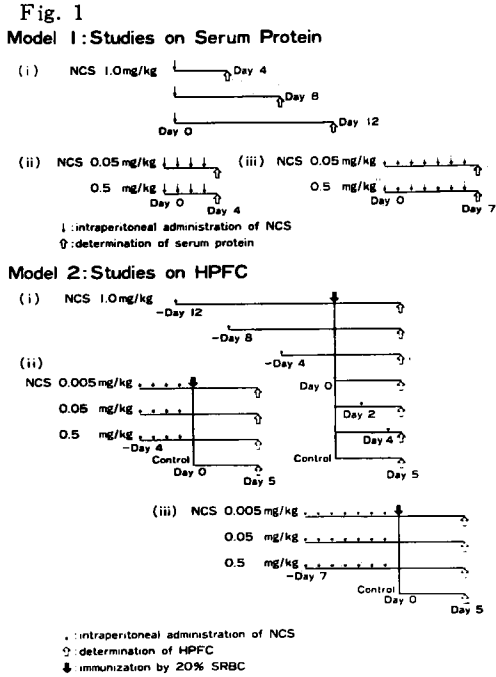 Fig. 1
Model 1: Studies on Serum Protein
(i) NCS 1.0mg/kg Day 4
Day 8
Day 12
Day 0
(ii) NCS 0.05 mg/kg (iii) NCS 0.05 mg/kg
0.5 mg/kg 0.5 mg/kg
Day 0 Day 0
Day 4 Day 7
↓ : intraperitoneal administration of NCS
⇧ : determination of serum protein
Model 2: Studies on HPFC
(i) NCS 1.0mg/kg
-Day 12
-Day 8
-Day 4
(ii)
NCS 0.005 mg/kg Day 0
0.05 mg/kg Day 2
0.5 mg/kg Day 4
-Day 4
Control Control
Day 0 Day 5 Day 5
(iii) NCS 0.005 mg/kg
0.05 mg/kg
0.5 mg/kg
-Day 7
Control
Day 0 Day 5
. : intraperitoneal administration of NCS
⇧ : determination of HPFC
⬇ : immunization by 20% SRBC